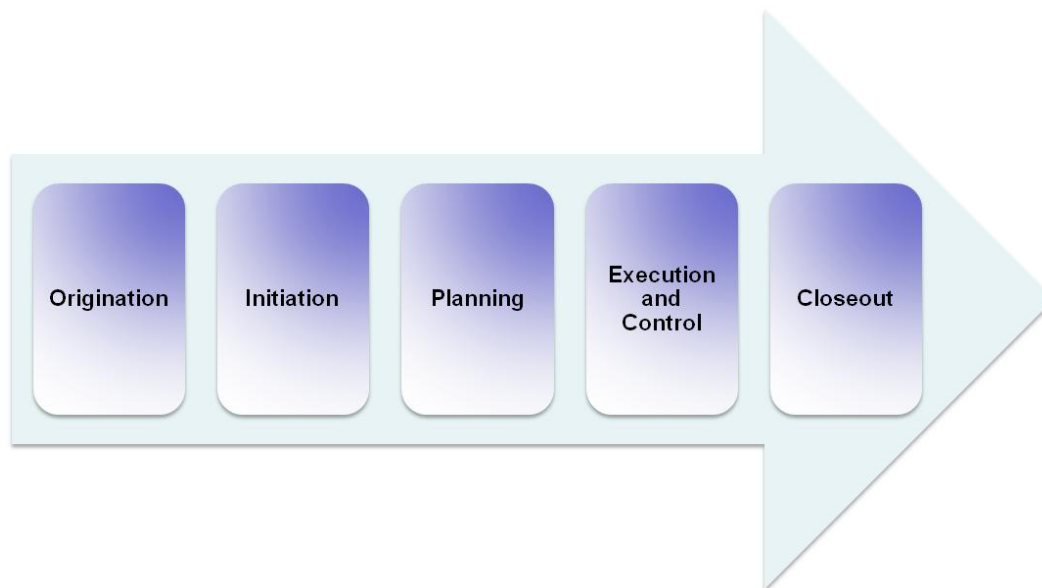 Origination
Initiation
Planning
Execution
and
Control
Closeout